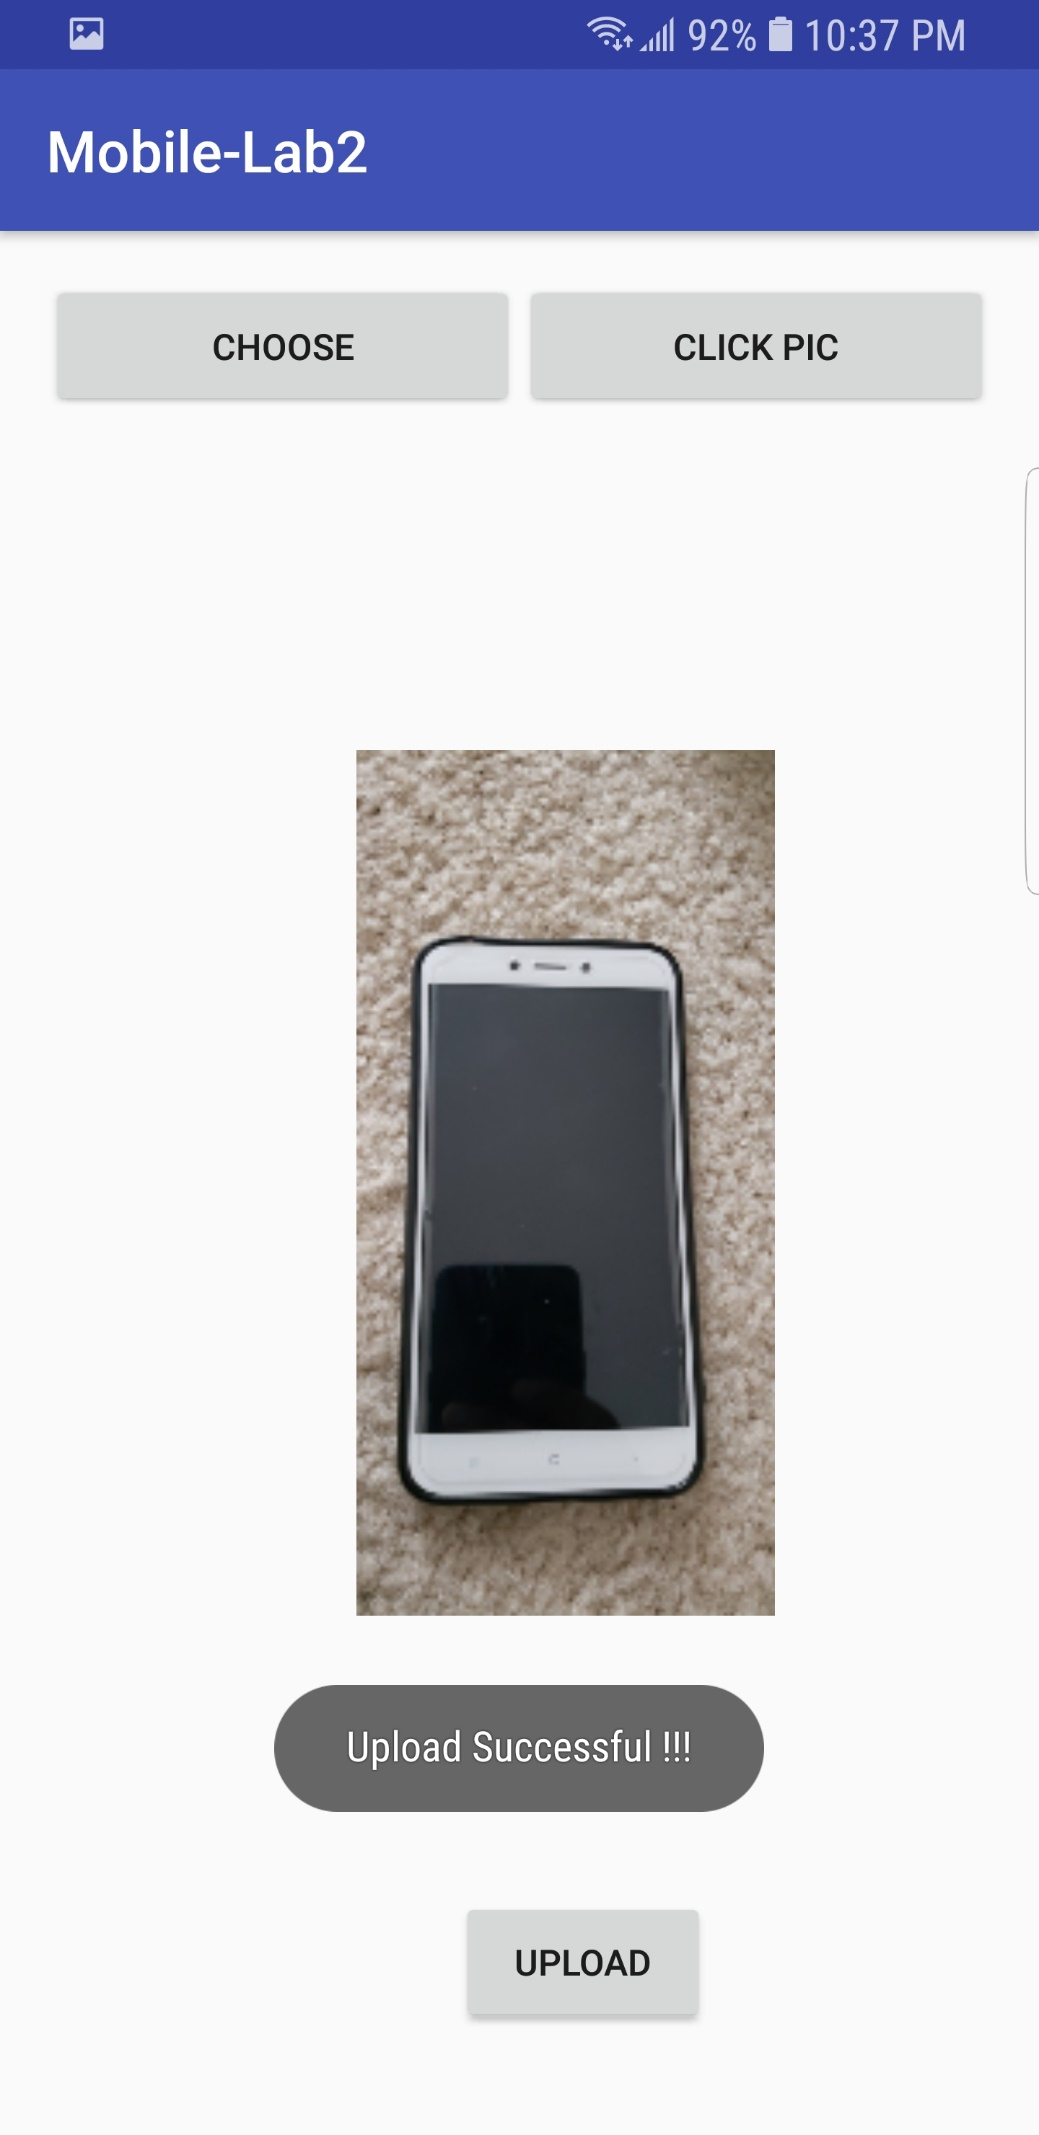 92% 10:37 PM
Mobile-Lab2
CHOOSE CLICK PIC
Upload Successful !!!
UPLOAD